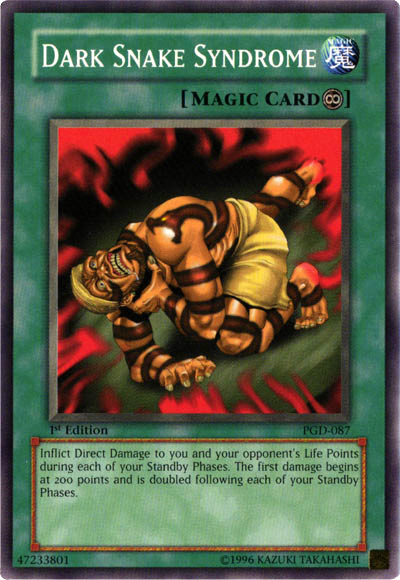 DARK SNAKE SYNDROME
MAGIC
魔
[MAGIC CARD]
1st Edition
PGD-087
Inflict Direct Damage to you and your opponent's Life Points
during each of your Standby Phases. The first damage begins
at 200 points and is doubled following each of your Standby
Phases.
47233801
©1996 KAZUKI TAKAHASHI